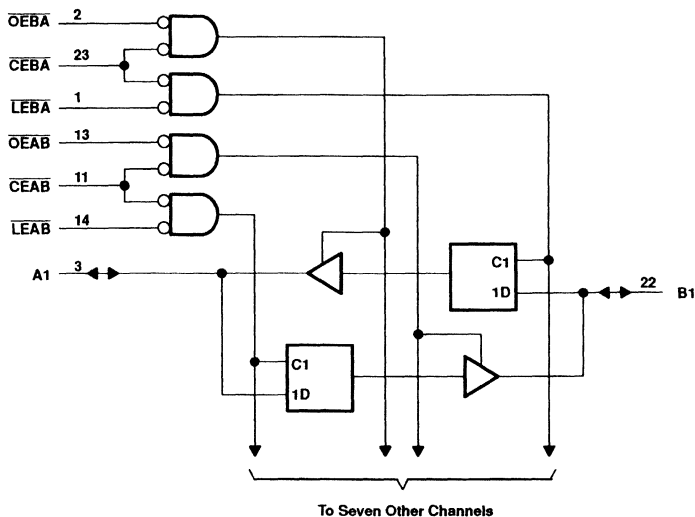 OEBA 2
CEBA 23
LEBA 1
OEAB 13
CEAB 11
LEAB 14
A1 3
C1
1D
22 B1
C1
1D
To Seven Other Channels